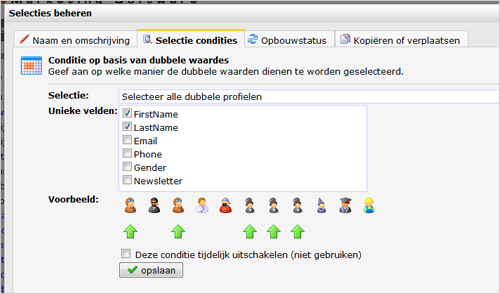 Selecties beheren
Naam en omschrijving
Selectie condities
Opbouwstatus
Kopiëren of verplaatsen
Conditie op basis van dubbele waardes
Geef aan op welke manier de dubbele waarden dienen te worden geselecteerd.
Selectie: Selecteer alle dubbele profielen
Unieke velden: FirstName
LastName
Email
Phone
Gender
Newsletter
Voorbeeld:
Deze conditie tijdelijk uitschakelen (niet gebruiken)
opslaan